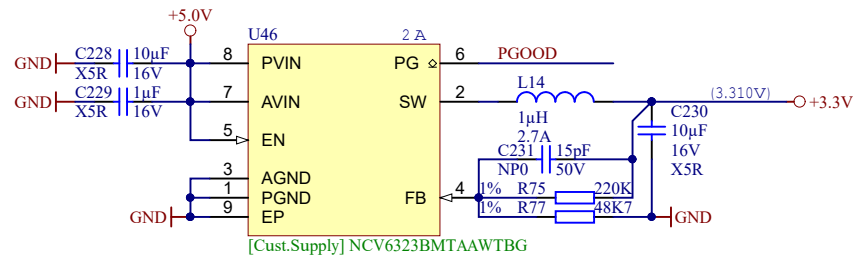 +5.0V
U46
2 A
GND
C228
10µF
X5R
16V
8
PVIN
PG
6
PGOOD
GND
C229
1µF
X5R
16V
7
AVIN
SW
2
L14
1µH
2.7A
(3.310V)
+3.3V
C230
10µF
16V
X5R
5
EN
C231
15pF
NP0
50V
3
AGND
1
PGND
9
EP
GND
FB
4
1%
R75
220K
1%
R77
48K7
GND
[Cust.Supply] NCV6323BMTAAWTBG